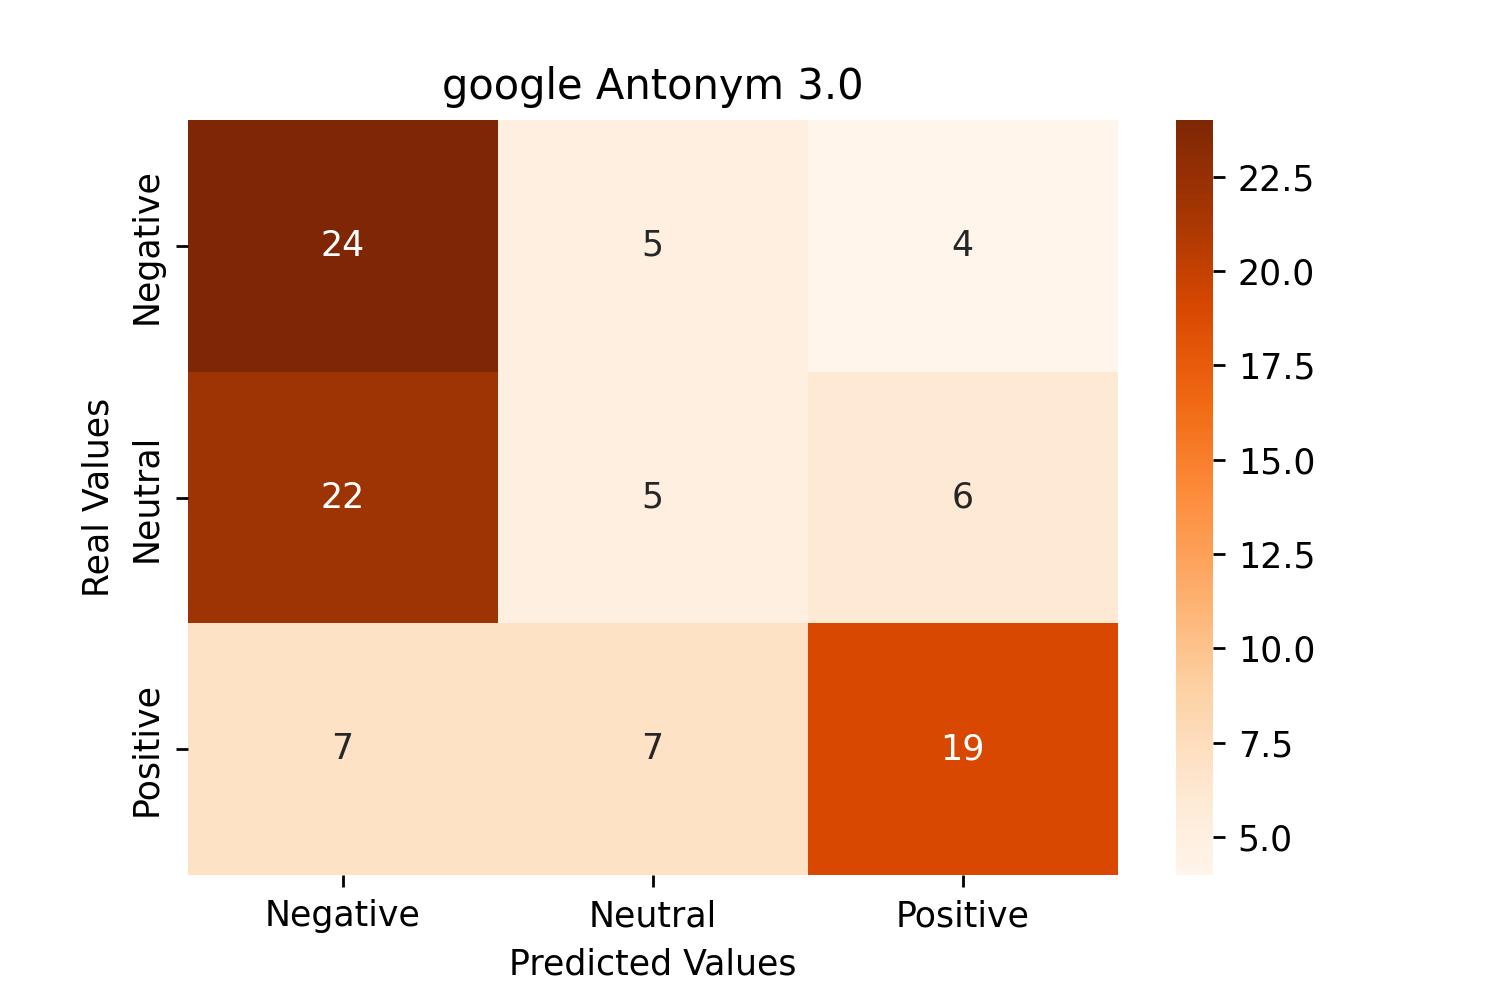 google Antonym 3.0
Real Values
Negative
24 5 4
Neutral
22 5 6
Positive
7 7 19
Negative Neutral Positive
Predicted Values
22.5
20.0
17.5
15.0
12.5
10.0
7.5
5.0